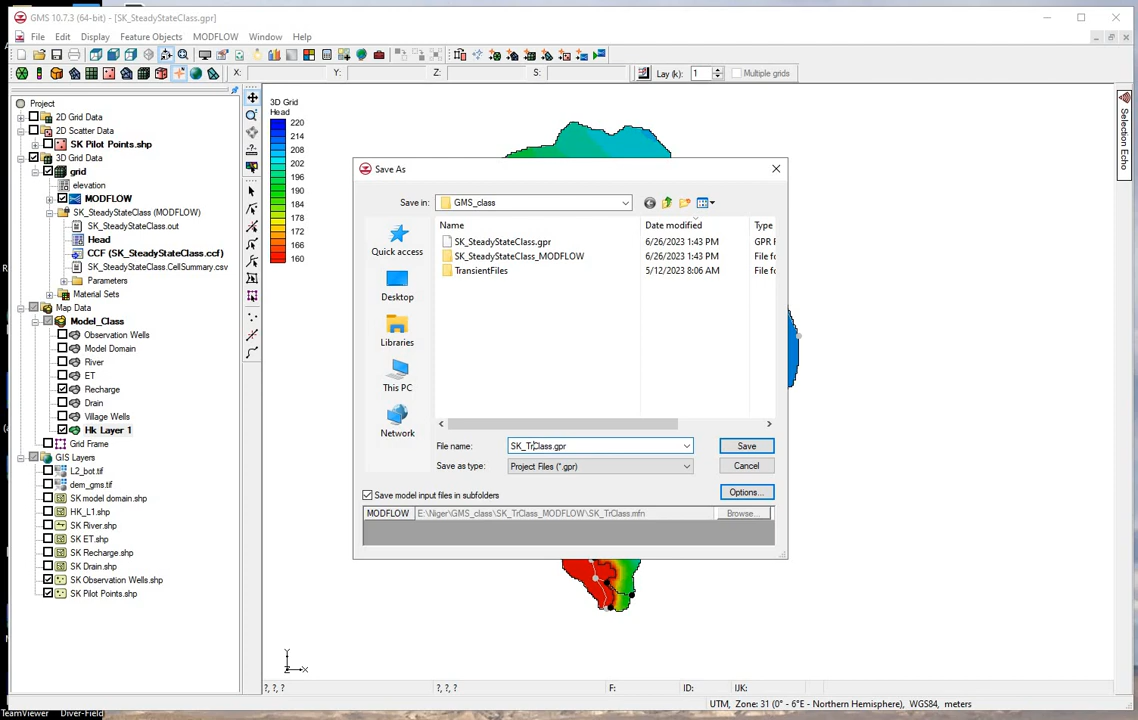 GMS 10.7.3 (64-bit) - [SK_SteadyStateClass.gpr]
File Edit Display Feature Objects MODFLOW Window Help
X: Y: Z: S: Lay (k): 1 Multiple grids
Project
2D Grid Data
2D Scatter Data
SK Pilot Points.shp
3D Grid Data
grid
elevation
MODFLOW
SK_SteadyStateClass (MODFLOW)
SK_SteadyStateClass.out
Head
CCF (SK_SteadyStateClass.ccf)
SK_SteadyStateClass.CellSummary.csv
Parameters
Material Sets
Map Data
Model_Class
Observation Wells
Model Domain
River
ET
Recharge
Drain
Village Wells
Hk Layer 1
Grid Frame
GIS Layers
L2_bot.tif
dem_gms.tif
SK model domain.shp
HK_L1.shp
SK River.shp
SK ET.shp
SK Recharge.shp
SK Drain.shp
SK Observation Wells.shp
SK Pilot Points.shp
3D Grid
Head
220
214
208
202
196
190
184
178
172
166
160
Save As
Save in: GMS_class
Name Date modified Type
SK_SteadyStateClass.gpr 6/26/2023 1:43 PM GPR F
SK_SteadyStateClass_MODFLOW 6/26/2023 1:43 PM File fo
TransientFiles 5/12/2023 8:06 AM File fo
Quick access
Desktop
Libraries
This PC
Network
File name: SK_TrClass.gpr Save
Save as type: Project Files (*.gpr) Cancel
Save model input files in subfolders Options...
MODFLOW E:\Niger\GMS_class\SK_TrClass_MODFLOW\SK_TrClass.mfn Browse...
Selection Echo
Y
Z X
?, ?, ? ?, ?, ? F: ID: IJK:
UTM, Zone: 31 (0° - 6°E - Northern Hemisphere), WGS84, meters
TeamViewer Diver-Field